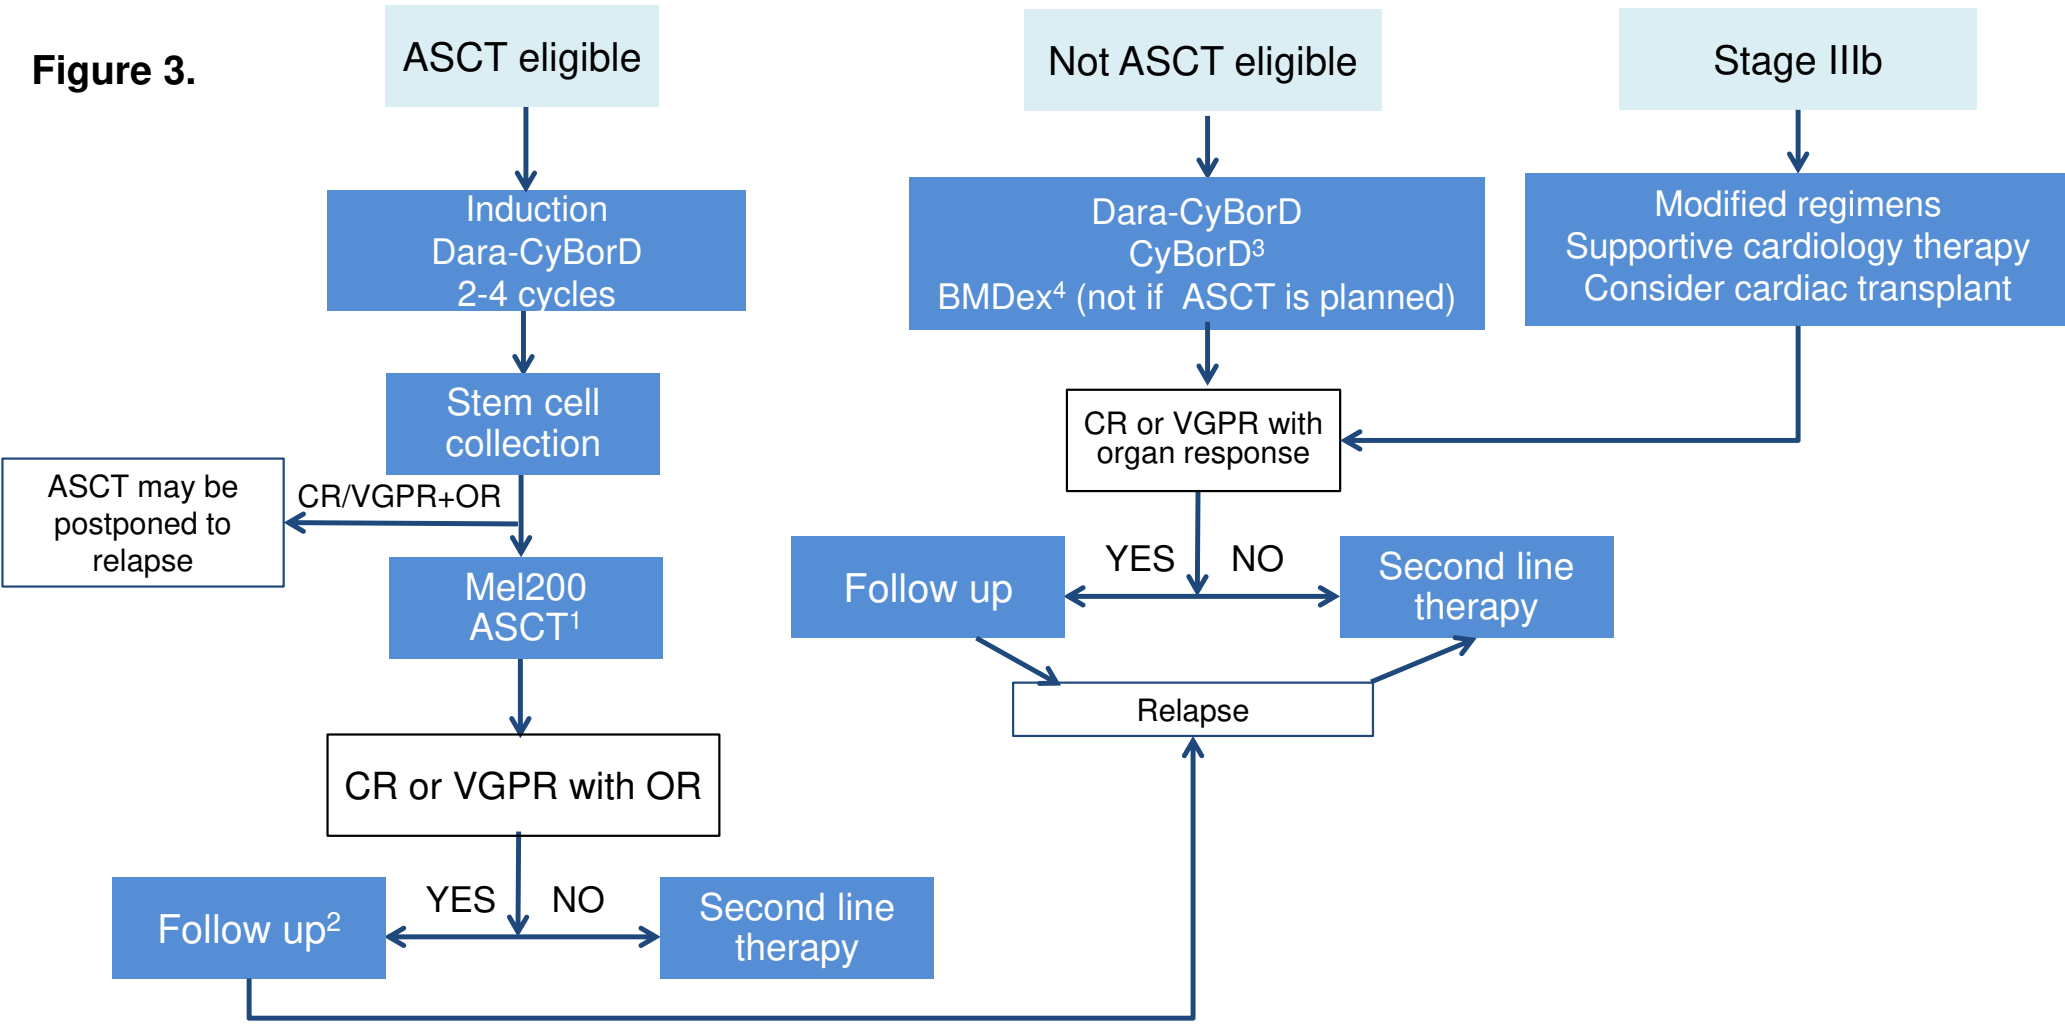 Figure 3.
ASCT eligible
Not ASCT eligible
Stage IIIb
Induction
Dara-CyBorD
2-4 cycles
Dara-CyBorD
CyBorD³
BMDex⁴ (not if ASCT is planned)
Modified regimens
Supportive cardiology therapy
Consider cardiac transplant
Stem cell
collection
CR or VGPR with
organ response
ASCT may be
postponed to
relapse
CR/VGPR+OR
Mel200
ASCT¹
YES
NO
Follow up
Second line
therapy
Relapse
CR or VGPR with OR
YES
NO
Follow up²
Second line
therapy